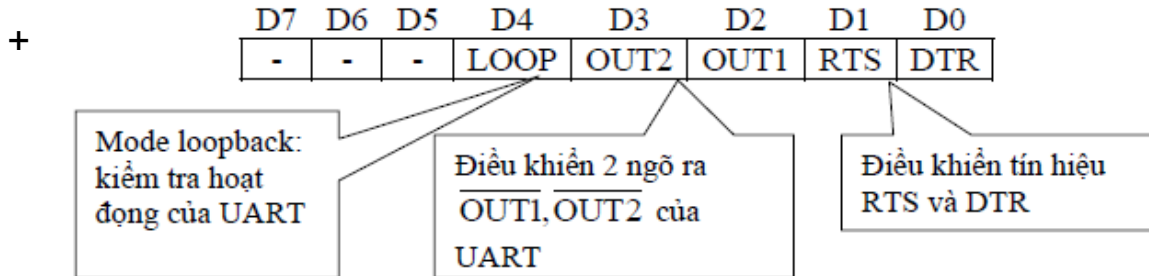 +
D7 D6 D5 D4 D3 D2 D1 D0
- - - LOOP OUT2 OUT1 RTS DTR
Mode loopback:
kiểm tra hoạt
đọng của UART
Điều khiển 2 ngõ ra
OUT1, OUT2 của
UART
Điều khiển tín hiệu
RTS và DTR